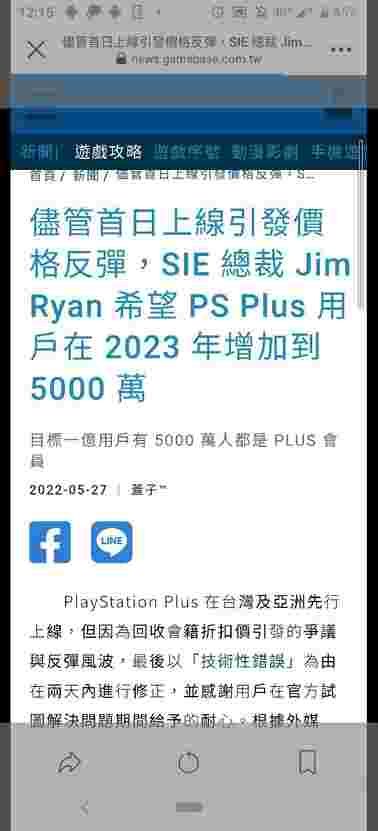 12:15
儘管首日上線引發價格反彈，SIE 總裁 Jim...
news.gamebase.com.tw
新聞 遊戲攻略 遊戲序號 動漫影劇 手機遊
首頁 / 新聞 / 儘管首日上線引發價格反彈，S...
儘管首日上線引發價
格反彈，SIE 總裁 Jim
Ryan 希望 PS Plus 用
戶在 2023 年增加到
5000 萬
目標一億用戶有 5000 萬人都是 PLUS 會
員
2022-05-27 | 蓋子™
LINE
PlayStation Plus 在台灣及亞洲先行
上線，但因為回收會籍折扣價引發的爭議
與反彈風波，最後以「技術性錯誤」為由
在兩天內進行修正，並感謝用戶在官方試
圖解決問題期間給予的耐心。根據外媒